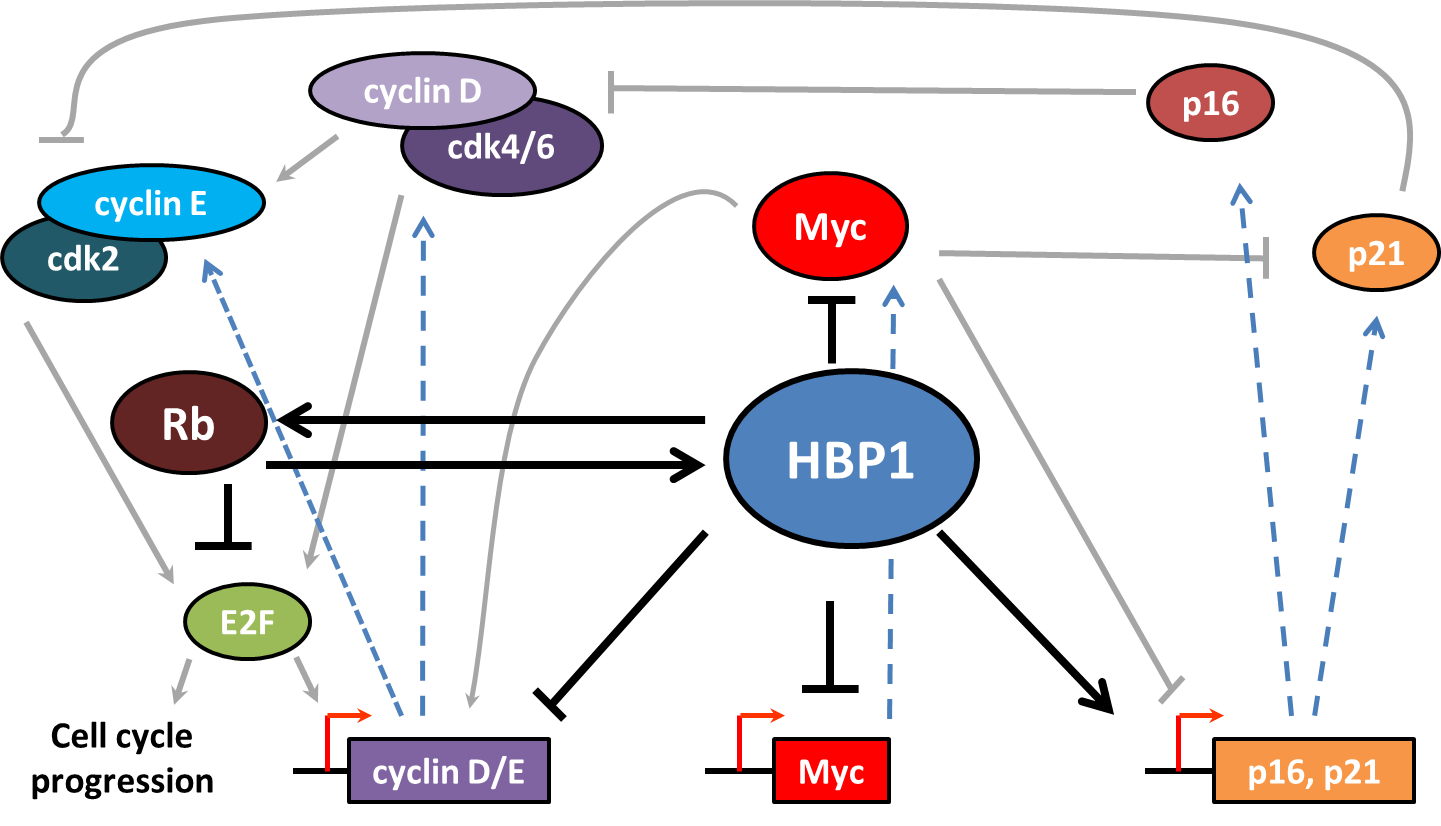 cyclin D
p16
cdk4/6
cyclin E
Myc
cdk2
p21
Rb
HBP1
E2F
Cell cycle
progression
cyclin D/E
Myc
p16, p21